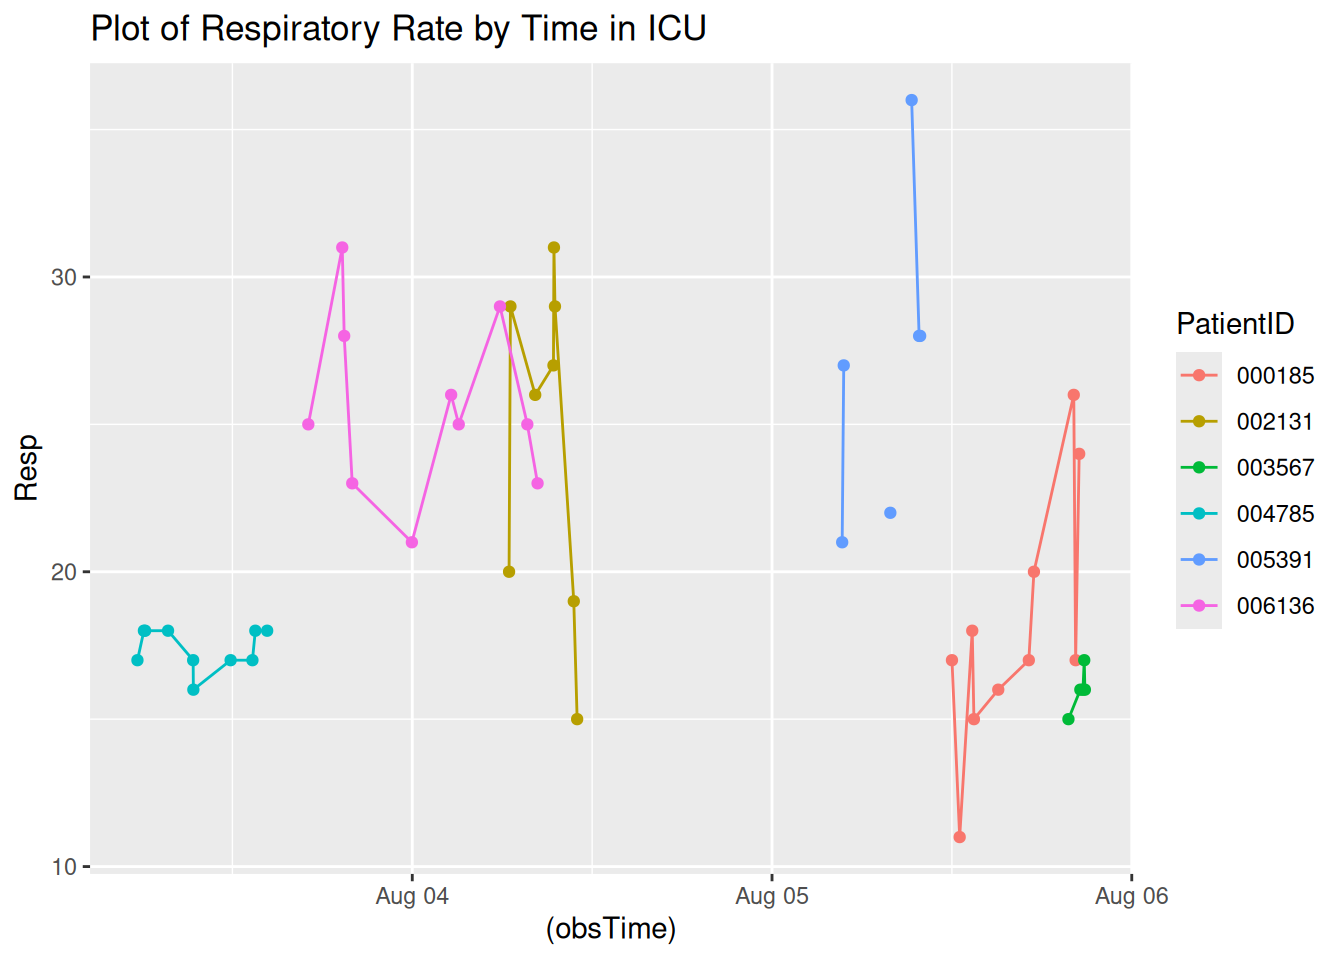 Plot of Respiratory Rate by Time in ICU
30
20
10
Resp
Aug 04
Aug 05
Aug 06
(obsTime)
PatientID
000185
002131
003567
004785
005391
006136